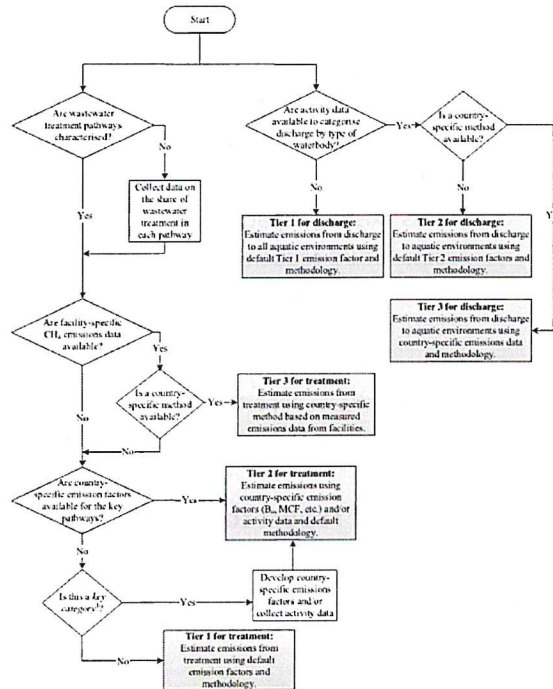 Start
Are wastewater
treatment pathways
characterised?
No
Collect data on
the share of
wastewater
treatment in
each pathway
Yes
Are activity data
available to categorise
discharge by type of
waterbody?
Yes
Is a country-
specific method
available?
No
No
Tier 1 for discharge:
Estimate emissions from discharge
to all aquatic environments using
default Tier 1 emission factor and
methodology.
Tier 2 for discharge:
Estimate emissions from discharge
to aquatic environments using
default Tier 2 emission factors and
methodology.
Tier 3 for discharge:
Estimate emissions from discharge
to aquatic environments using
country-specific emissions data
and methodology.
Are facility-specific
CH₄ emissions data
available?
Yes
Is a country-
specific method
available?
Yes
Tier 3 for treatment:
Estimate emissions from
treatment using country-specific
method based on measured
emissions data from facilities.
No
No
Are country-
specific emission factors
available for the key
pathways?
Yes
Tier 2 for treatment:
Estimate emissions using
country-specific emission
factors (Bₒ, MCF, etc.) and/or
activity data and default
methodology.
No
Is this a key
category¹?
Yes
Develop country-
specific emissions
factors and/or
collect activity data
No
Tier 1 for treatment:
Estimate emissions from
treatment using default
emission factors and
methodology.